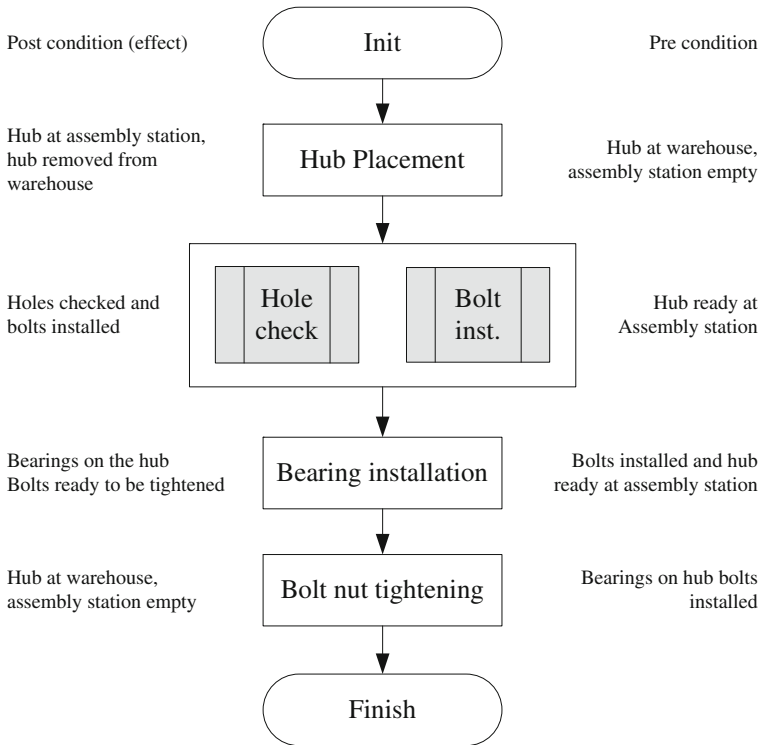 Post condition (effect)
Init
Pre condition
Hub at assembly station,
hub removed from
warehouse
Hub Placement
Hub at warehouse,
assembly station empty
Holes checked and
bolts installed
Hole
check
Bolt
inst.
Hub ready at
Assembly station
Bearings on the hub
Bolts ready to be tightened
Bearing installation
Bolts installed and hub
ready at assembly station
Hub at warehouse,
assembly station empty
Bolt nut tightening
Bearings on hub bolts
installed
Finish